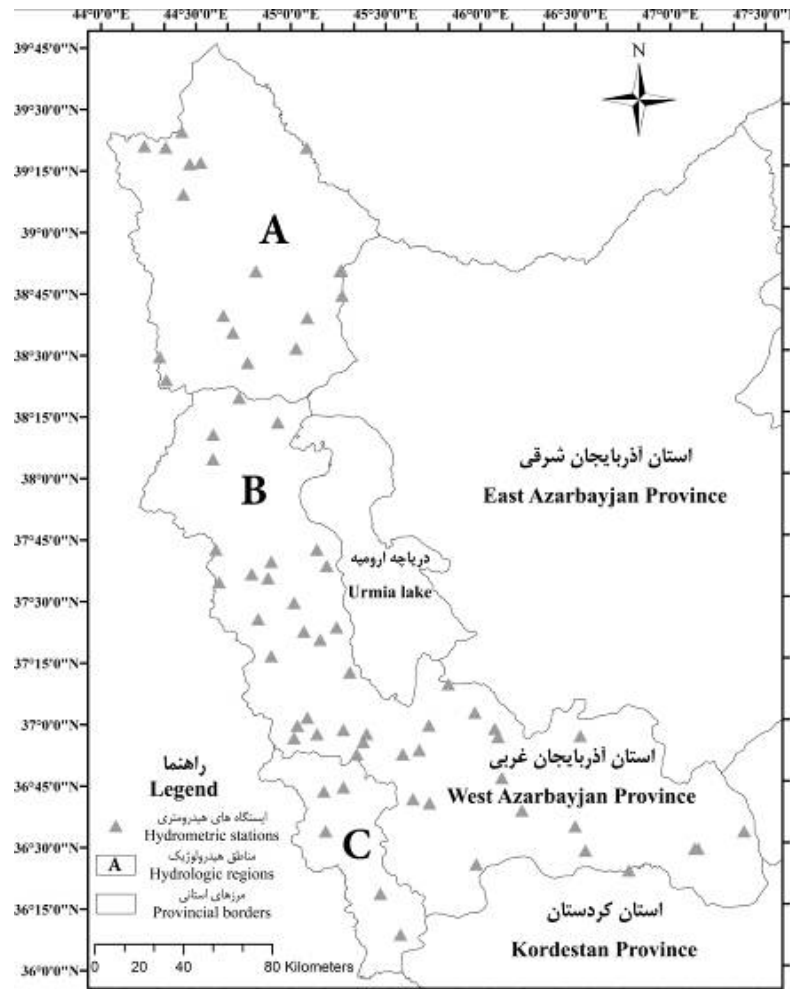 44°0'0"E 44°30'0"E 45°0'0"E 45°30'0"E 46°0'0"E 46°30'0"E 47°0'0"E 47°30'0"E
39°45'0"N
N
39°30'0"N
39°15'0"N
39°0'0"N
A
38°45'0"N
38°30'0"N
38°15'0"N
38°0'0"N
B
استان آذربایجان شرقی
East Azarbayjan Province
37°45'0"N
دریاچه ارومیه
Urmia lake
37°30'0"N
37°15'0"N
37°0'0"N
استان آذربایجان غربی
West Azarbayjan Province
36°45'0"N
C
36°30'0"N
36°15'0"N
استان کردستان
Kordestan Province
36°0'0"N
راهنما
Legend
ایستگاه های هیدرومتری
Hydrometric stations
مناطق هیدرولوژیک
A Hydrologic regions
مرزهای استانی
Provincial borders
0 20 40 80 Kilometers